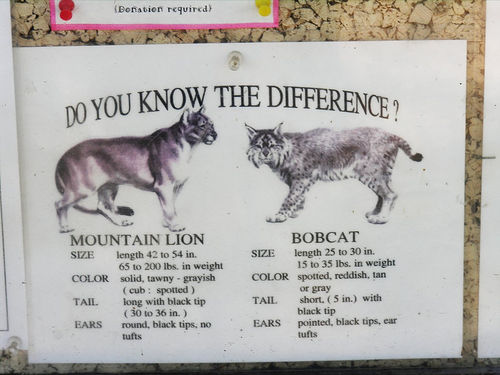 (Donation required)
DO YOU KNOW THE DIFFERENCE?
MOUNTAIN LION
SIZE length 42 to 54 in.
65 to 200 lbs. in weight
COLOR solid, tawny - grayish
( cub : spotted )
TAIL long with black tip
( 30 to 36 in. )
EARS round, black tips, no
tufts
BOBCAT
SIZE length 25 to 30 in.
15 to 35 lbs. in weight
COLOR spotted, reddish, tan
or gray
TAIL short, ( 5 in.) with
black tip
EARS pointed, black tips, ear
tufts